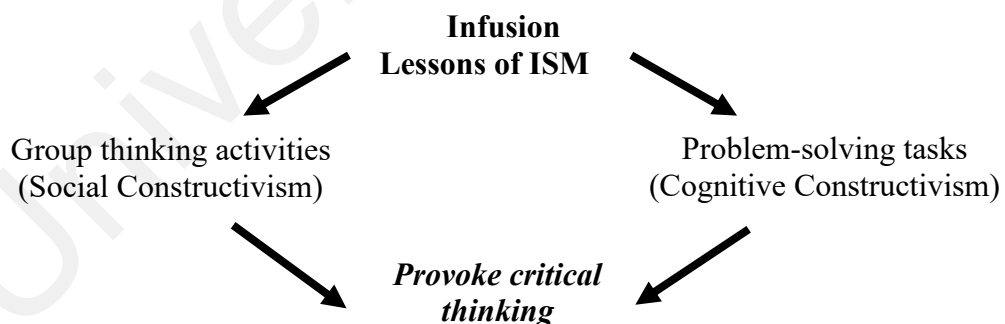 Infusion
Lessons of ISM
Group thinking activities
(Social Constructivism)
Problem-solving tasks
(Cognitive Constructivism)
Provoke critical
thinking